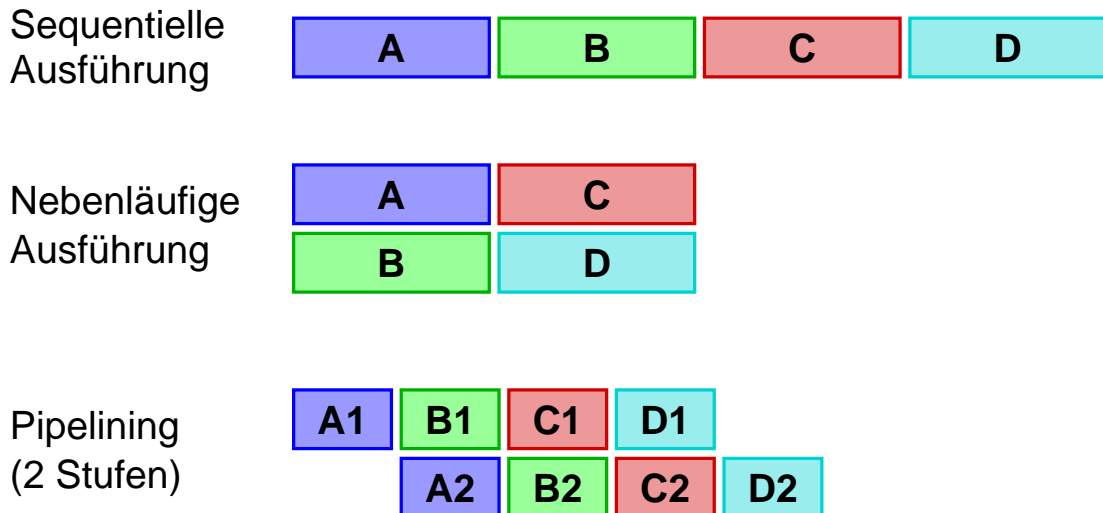 Sequentielle
Ausführung
A B C D
Nebenläufige
Ausführung
A C
B D
Pipelining
(2 Stufen)
A1 B1 C1 D1
A2 B2 C2 D2